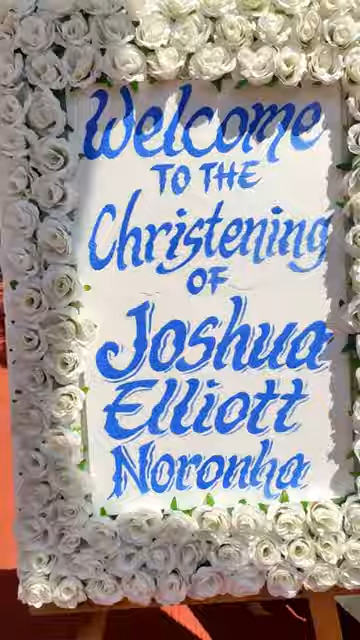 Welcome
TO THE
Christening
OF
Joshua
Elliott
Noronha